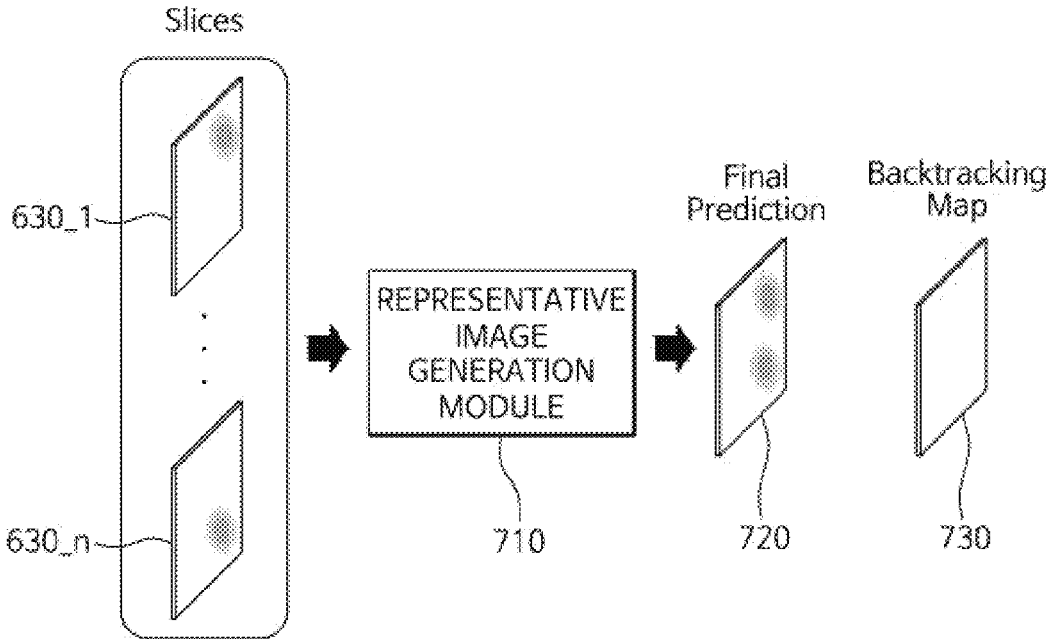 Slices
630_1
630_n
REPRESENTATIVE
IMAGE
GENERATION
MODULE
710
Final
Prediction
720
Backtracking
Map
730